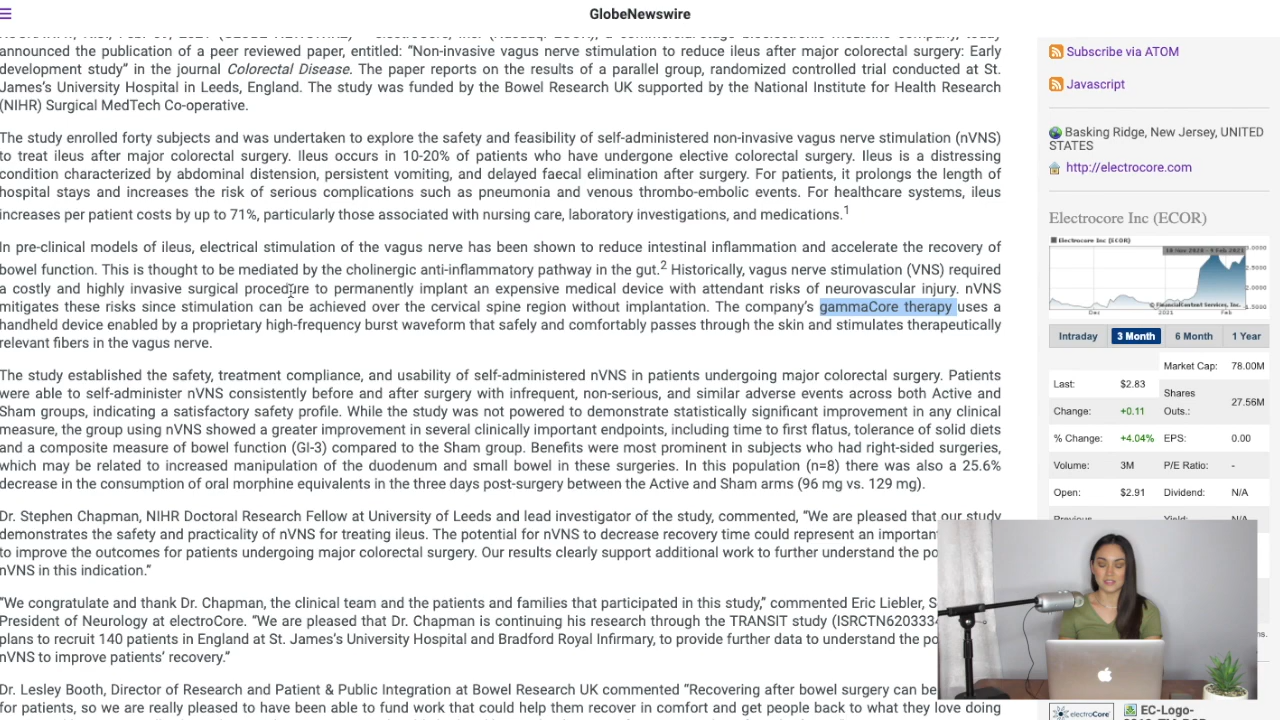 GlobeNewswire
announced the publication of a peer reviewed paper, entitled: “Non-invasive vagus nerve stimulation to reduce ileus after major colorectal surgery: Early
development study” in the journal Colorectal Disease. The paper reports on the results of a parallel group, randomized controlled trial conducted at St.
James’s University Hospital in Leeds, England. The study was funded by the Bowel Research UK supported by the National Institute for Health Research
(NIHR) Surgical MedTech Co-operative.
The study enrolled forty subjects and was undertaken to explore the safety and feasibility of self-administered non-invasive vagus nerve stimulation (nVNS)
to treat ileus after major colorectal surgery. Ileus occurs in 10-20% of patients who have undergone elective colorectal surgery. Ileus is a distressing
condition characterized by abdominal distension, persistent vomiting, and delayed faecal elimination after surgery. For patients, it prolongs the length of
hospital stays and increases the risk of serious complications such as pneumonia and venous thrombo-embolic events. For healthcare systems, ileus
increases per patient costs by up to 71%, particularly those associated with nursing care, laboratory investigations, and medications.1
In pre-clinical models of ileus, electrical stimulation of the vagus nerve has been shown to reduce intestinal inflammation and accelerate the recovery of
bowel function. This is thought to be mediated by the cholinergic anti-inflammatory pathway in the gut.2 Historically, vagus nerve stimulation (VNS) required
a costly and highly invasive surgical procedure to permanently implant an expensive medical device with attendant risks of neurovascular injury. nVNS
mitigates these risks since stimulation can be achieved over the cervical spine region without implantation. The company’s gammaCore therapy uses a
handheld device enabled by a proprietary high-frequency burst waveform that safely and comfortably passes through the skin and stimulates therapeutically
relevant fibers in the vagus nerve.
The study established the safety, treatment compliance, and usability of self-administered nVNS in patients undergoing major colorectal surgery. Patients
were able to self-administer nVNS consistently before and after surgery with infrequent, non-serious, and similar adverse events across both Active and
Sham groups, indicating a satisfactory safety profile. While the study was not powered to demonstrate statistically significant improvement in any clinical
measure, the group using nVNS showed a greater improvement in several clinically important endpoints, including time to first flatus, tolerance of solid diets
and a composite measure of bowel function (GI-3) compared to the Sham group. Benefits were most prominent in subjects who had right-sided surgeries,
which may be related to increased manipulation of the duodenum and small bowel in these surgeries. In this population (n=8) there was also a 25.6%
decrease in the consumption of oral morphine equivalents in the three days post-surgery between the Active and Sham arms (96 mg vs. 129 mg).
Dr. Stephen Chapman, NIHR Doctoral Research Fellow at University of Leeds and lead investigator of the study, commented, “We are pleased that our study
demonstrates the safety and practicality of nVNS for treating ileus. The potential for nVNS to decrease recovery time could represent an important
to improve the outcomes for patients undergoing major colorectal surgery. Our results clearly support additional work to further understand the po
nVNS in this indication.”
“We congratulate and thank Dr. Chapman, the clinical team and the patients and families that participated in this study,” commented Eric Liebler, S
President of Neurology at electroCore. “We are pleased that Dr. Chapman is continuing his research through the TRANSIT study (ISRCTN620333
plans to recruit 140 patients in England at St. James’s University Hospital and Bradford Royal Infirmary, to provide further data to understand the po
nVNS to improve patients’ recovery.”
Dr. Lesley Booth, Director of Research and Patient & Public Integration at Bowel Research UK commented “Recovering after bowel surgery can be
for patients, so we are really pleased to have been able to fund work that could help them recover in comfort and get people back to what they love doing
Subscribe via ATOM
Javascript
Basking Ridge, New Jersey, UNITED
STATES
http://electrocore.com
Electrocore Inc (ECOR)
Electrocore Inc (ECOR)
© FinancialContent Services, Inc.
Dec 2021 Feb
Intraday 3 Month 6 Month 1 Year
Last: $2.83 Market Cap: 78.00M
Change: +0.11 Shares Outs.: 27.56M
% Change: +4.04% EPS: 0.00
Volume: 3M P/E Ratio: -
Open: $2.91 Dividend: N/A
electroCore
EC-Logo-